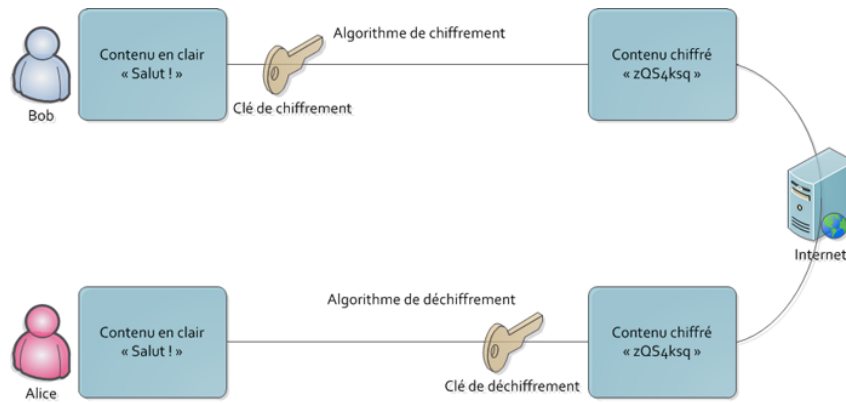 Algorithme de chiffrement
Contenu en clair
« Salut ! »
Contenu chiffré
« zQS4ksq »
Clé de chiffrement
Bob
Internet
Algorithme de déchiffrement
Contenu en clair
« Salut ! »
Contenu chiffré
« zQS4ksq »
Clé de déchiffrement
Alice